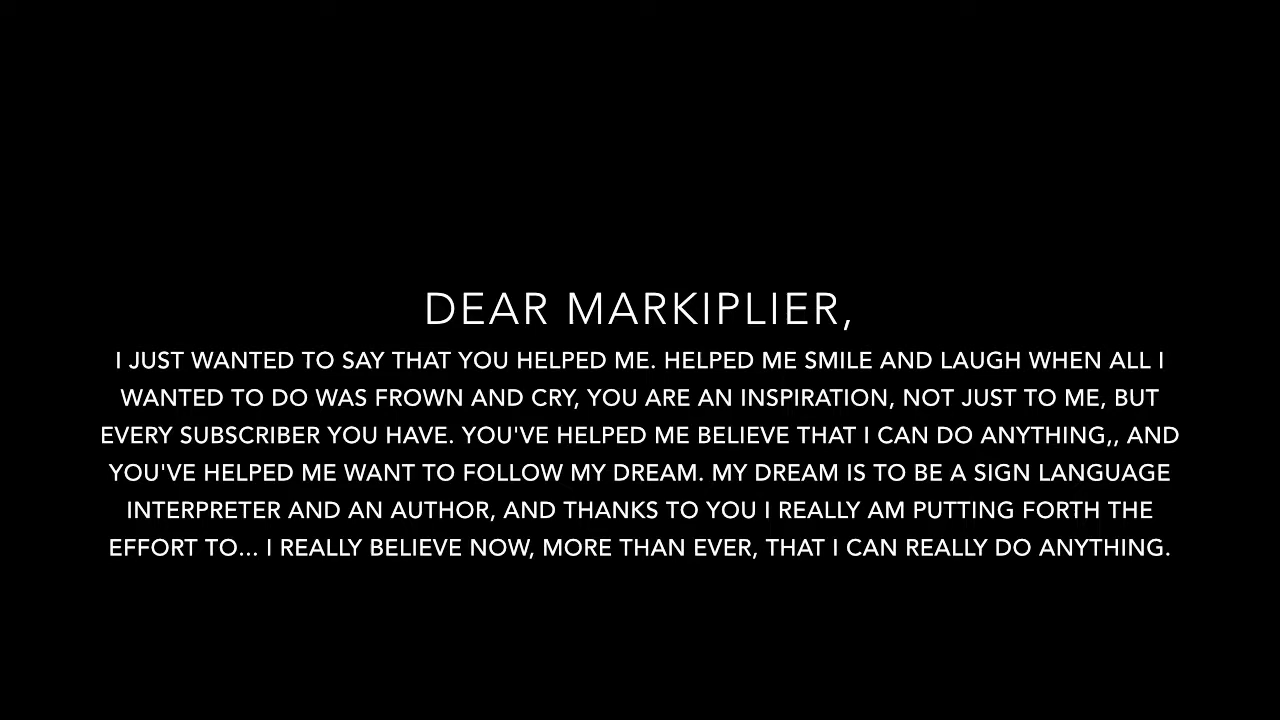 DEAR MARKIPLIER,
I JUST WANTED TO SAY THAT YOU HELPED ME. HELPED ME SMILE AND LAUGH WHEN ALL I
WANTED TO DO WAS FROWN AND CRY, YOU ARE AN INSPIRATION, NOT JUST TO ME, BUT
EVERY SUBSCRIBER YOU HAVE. YOU'VE HELPED ME BELIEVE THAT I CAN DO ANYTHING,, AND
YOU'VE HELPED ME WANT TO FOLLOW MY DREAM. MY DREAM IS TO BE A SIGN LANGUAGE
INTERPRETER AND AN AUTHOR, AND THANKS TO YOU I REALLY AM PUTTING FORTH THE
EFFORT TO... I REALLY BELIEVE NOW, MORE THAN EVER, THAT I CAN REALLY DO ANYTHING.